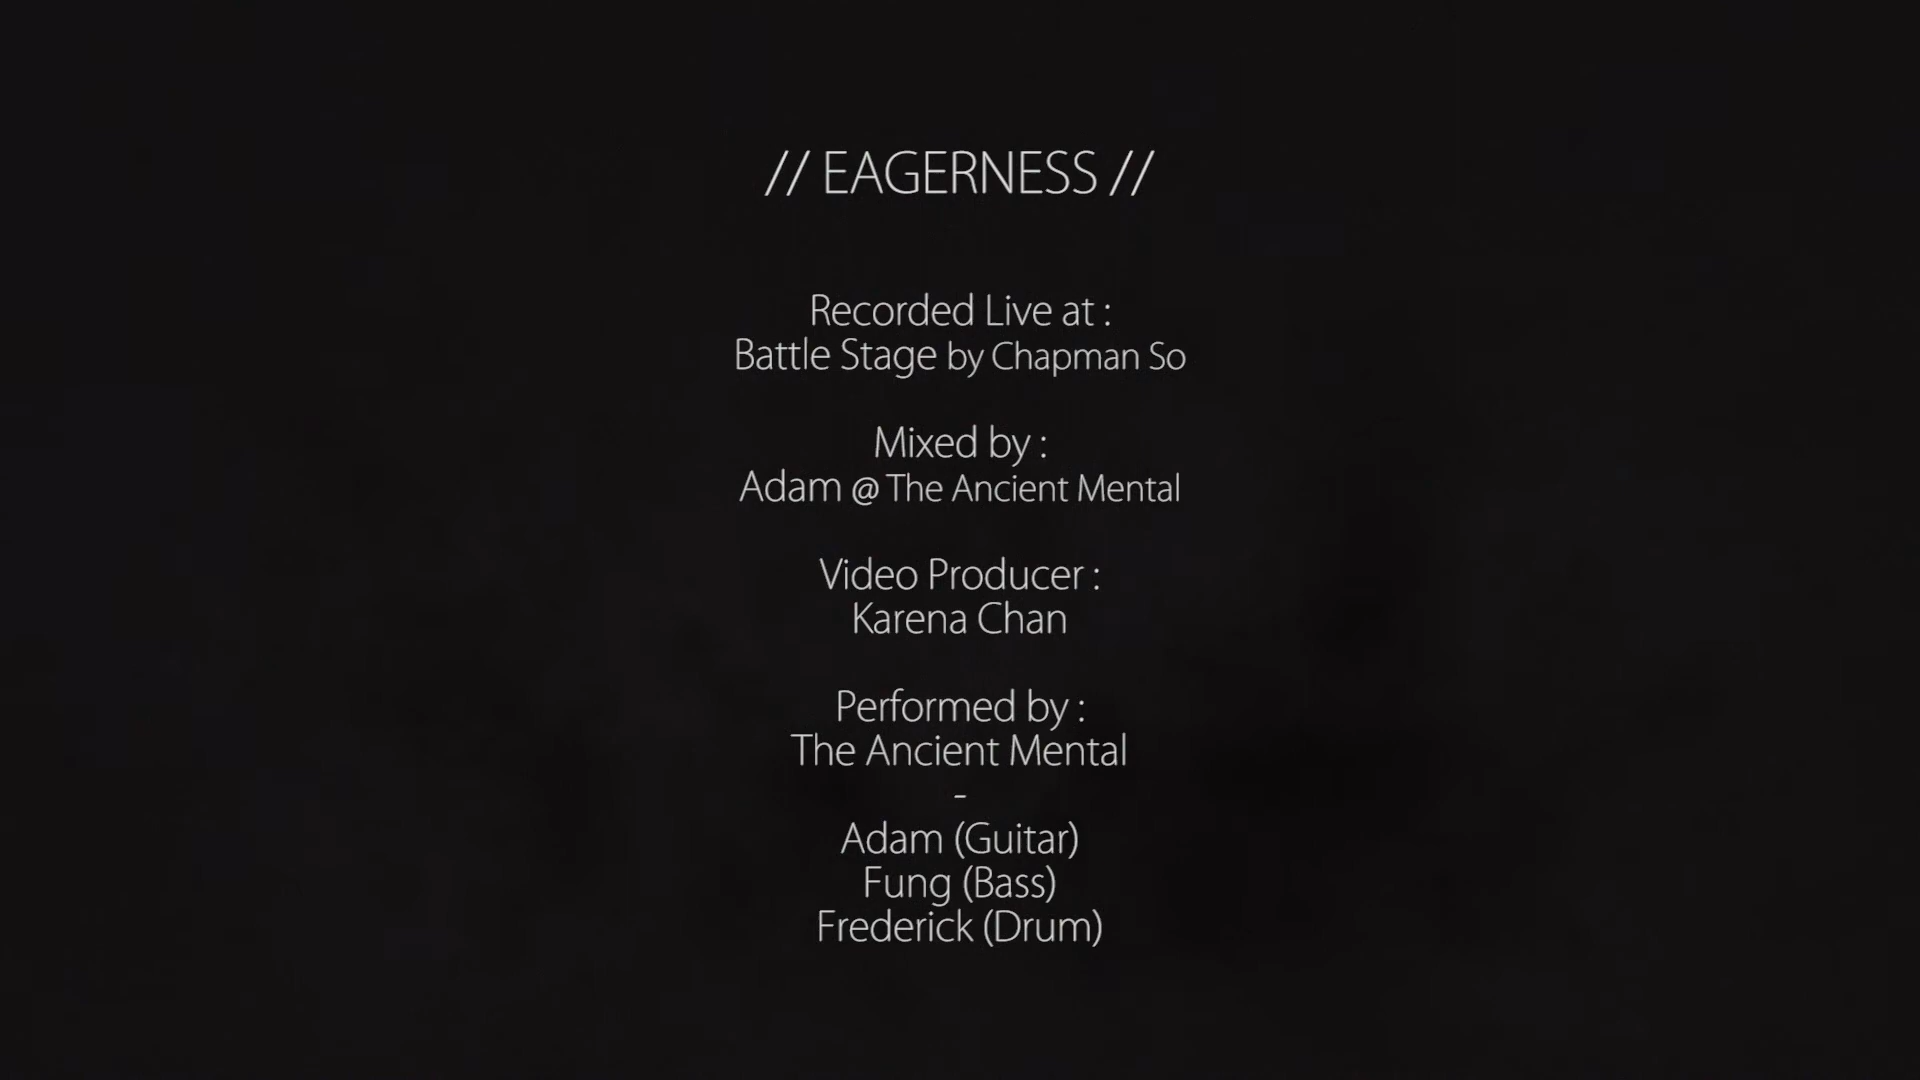 // EAGERNESS //
Recorded Live at :
Battle Stage by Chapman So
Mixed by :
Adam @ The Ancient Mental
Video Producer :
Karena Chan
Performed by :
The Ancient Mental
-
Adam (Guitar)
Fung (Bass)
Frederick (Drum)